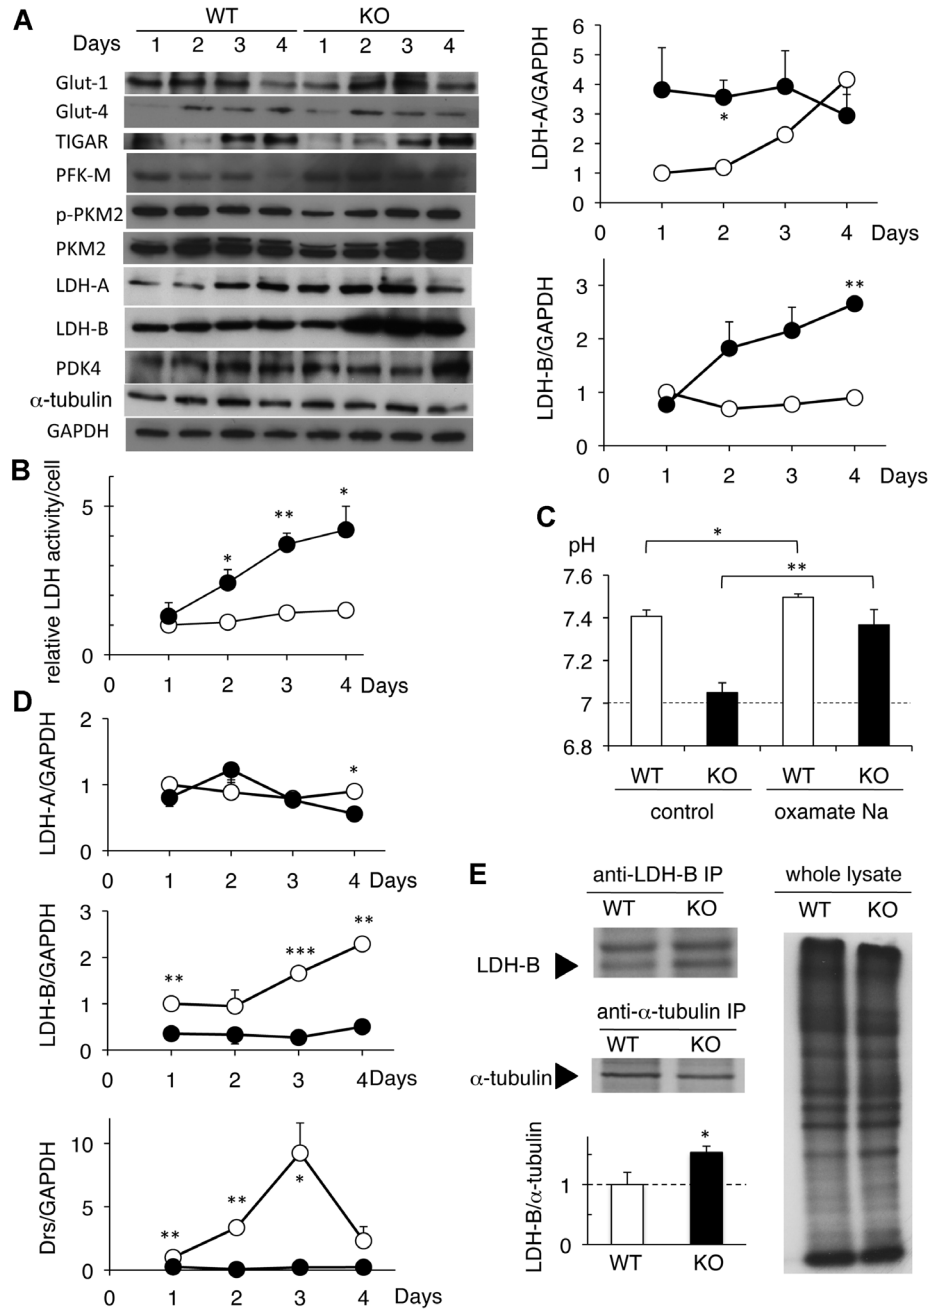 A
WT KO
Days 1 2 3 4 1 2 3 4
Glut-1
Glut-4
TIGAR
PFK-M
p-PKM2
PKM2
LDH-A
LDH-B
PDK4
α-tubulin
GAPDH
LDH-A/GAPDH
6
5
4
3
2
1
0
*
0 1 2 3 4 Days
LDH-B/GAPDH
3
2
1
0
**
0 1 2 3 4 Days
B
relative LDH activity/cell
5
0
* ** *
0 1 2 3 4 Days
C
pH
7.6
7.4
7.2
7
6.8
*
**
WT KO WT KO
control oxamate Na
D
LDH-A/GAPDH
2
1
0
*
0 1 2 3 4 Days
LDH-B/GAPDH
3
2
1
0
** *** **
0 1 2 3 4 Days
Drs/GAPDH
10
5
0
** ** *
0 1 2 3 4 Days
E
anti-LDH-B IP
WT KO
LDH-B
anti-α-tubulin IP
WT KO
α-tubulin
LDH-B/α-tubulin
1
0
*
WT KO
whole lysate
WT KO